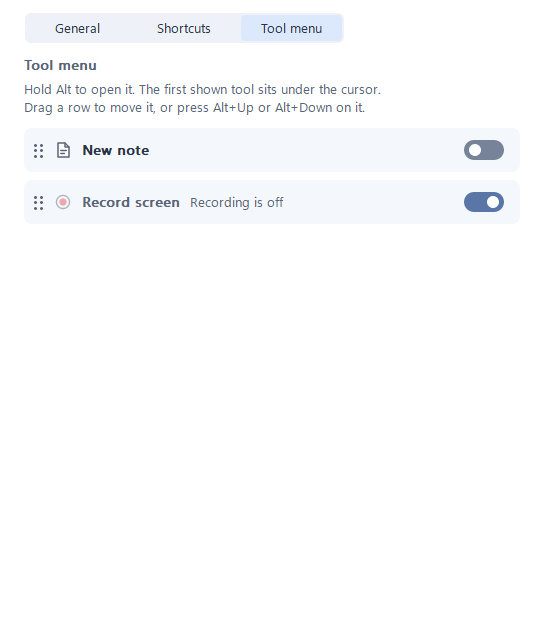 General Shortcuts Tool menu
Tool menu
Hold Alt to open it. The first shown tool sits under the cursor.
Drag a row to move it, or press Alt+Up or Alt+Down on it.
New note
Record screen Recording is off